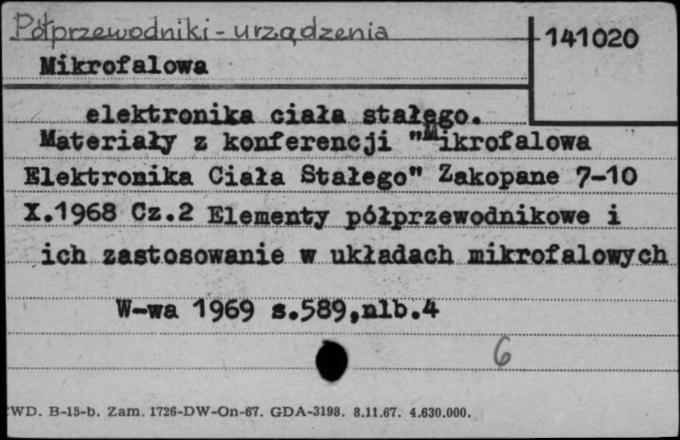 Półprzewodniki - urządzenia
141020
Mikrofalowa
elektronika ciała stałego.
Materiały z konferencji "Mikrofalowa
Elektronika Ciała Stałego" Zakopane 7-10
X.1968 Cz.2 Elementy półprzewodnikowe i
ich zastosowanie w układach mikrofalowych
W-wa 1969 s.589,nlb.4
6
WD. B-15-b. Zam. 1726-DW-On-67. GDA-3198. 8.11.67. 4.630.000.